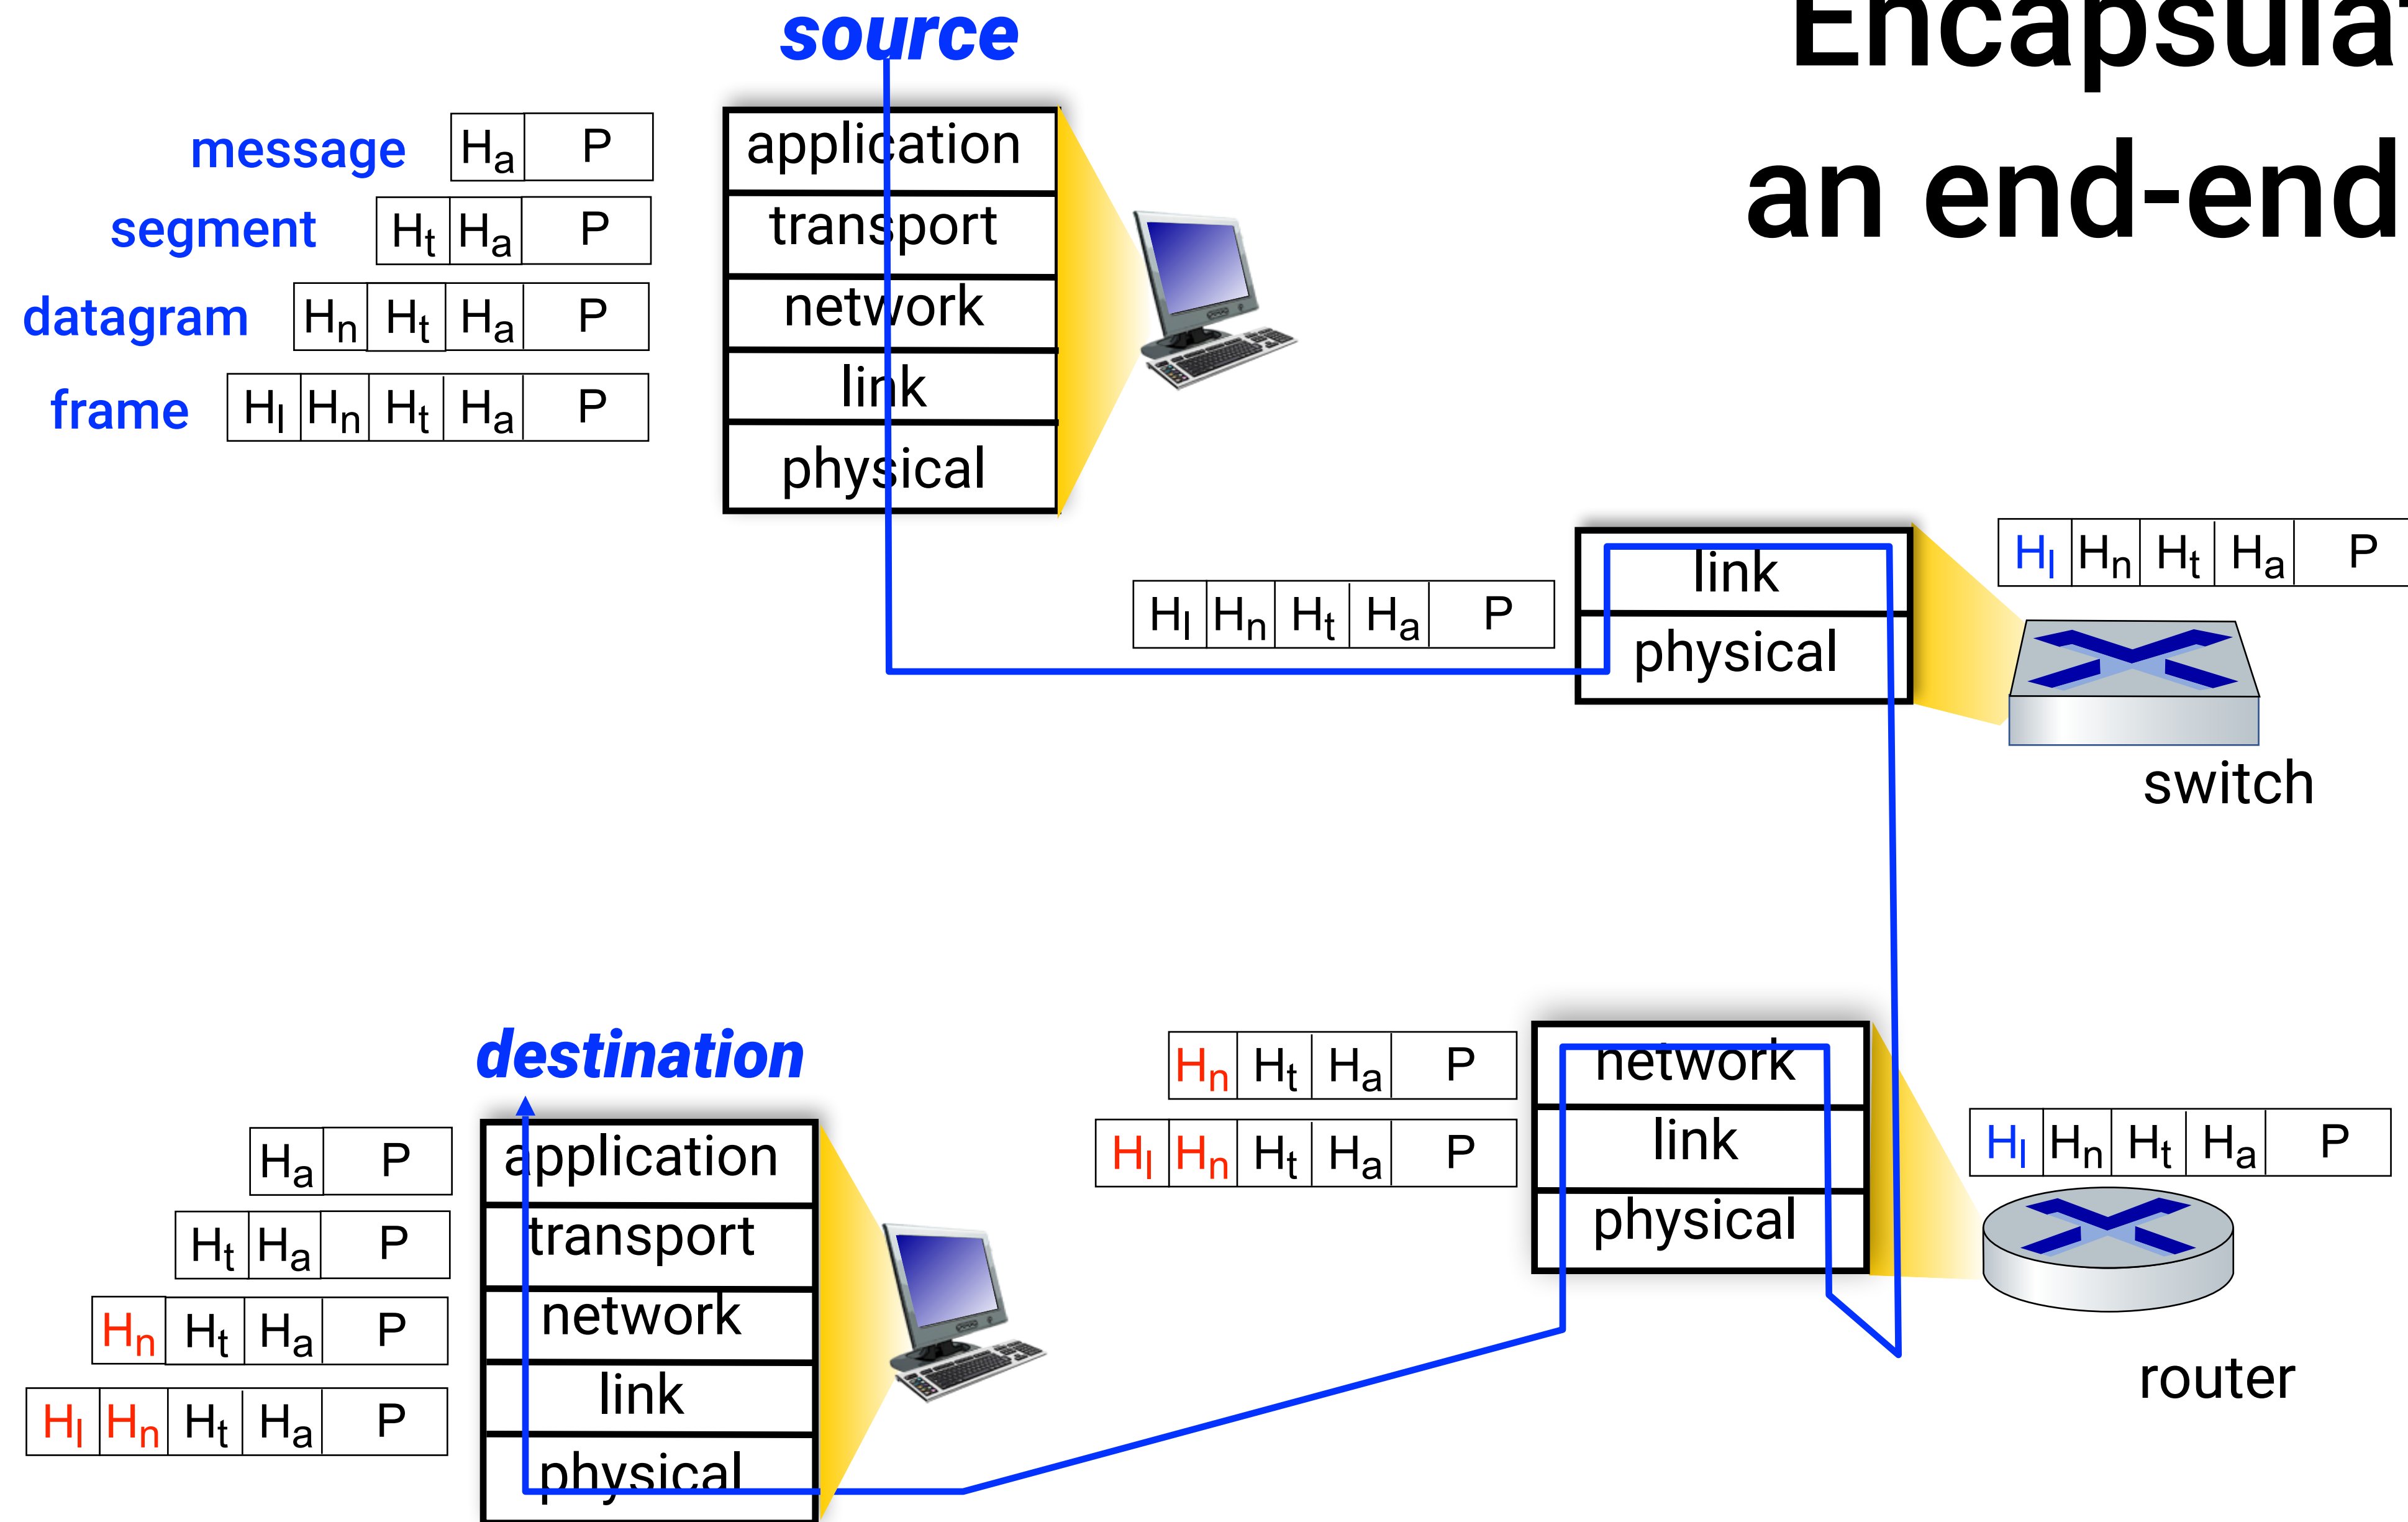 Encapsulat
an end-end
source
message Ha P
segment Ht Ha P
datagram Hn Ht Ha P
frame Hl Hn Ht Ha P
application
transport
network
link
physical
Hl Hn Ht Ha P
link
physical
Hl Hn Ht Ha P
switch
destination
Ha P
Ht Ha P
Hn Ht Ha P
Hl Hn Ht Ha P
application
transport
network
link
physical
Hn Ht Ha P
Hl Hn Ht Ha P
network
link
physical
Hl Hn Ht Ha P
router